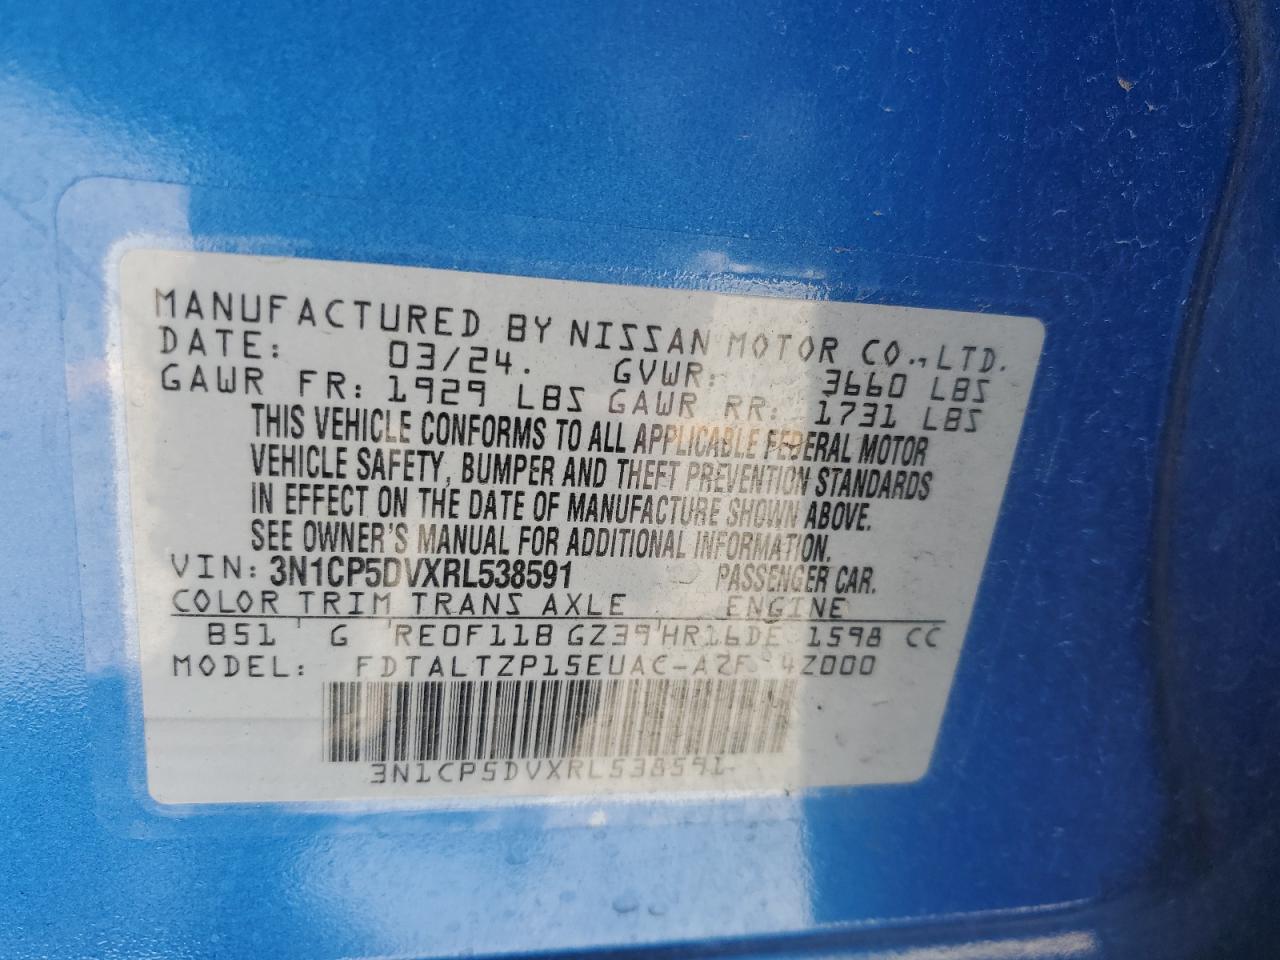 MANUFACTURED BY NISSAN MOTOR CO., LTD.
DATE: 03/24. GVWR: 3660 LBS
GAWR FR: 1929 LBS GAWR RR: 1731 LBS
THIS VEHICLE CONFORMS TO ALL APPLICABLE FEDERAL MOTOR
VEHICLE SAFETY, BUMPER AND THEFT PREVENTION STANDARDS
IN EFFECT ON THE DATE OF MANUFACTURE SHOWN ABOVE.
SEE OWNER'S MANUAL FOR ADDITIONAL INFORMATION.
VIN: 3N1CP5DVXRL538591 PASSENGER CAR.
COLOR TRIM TRANS AXLE ENGINE
B51 ' G ' RE0F11B GZ39 ' HR16DE 1598 CC
MODEL: FDTALTZP15EUAC-AZF
3N1CP5DVXRL538591